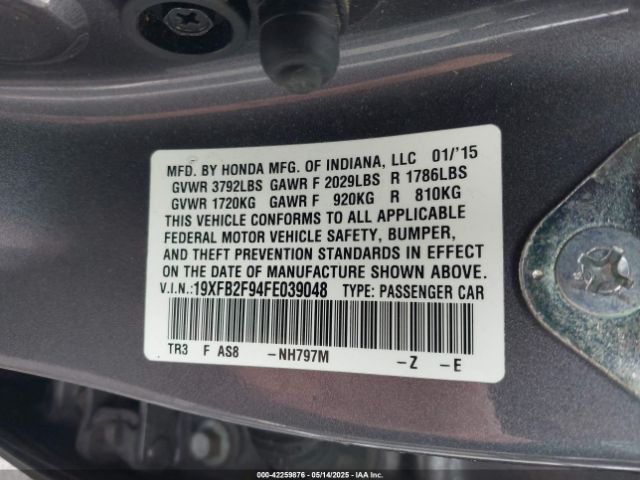 MFD. BY HONDA MFG. OF INDIANA, LLC 01/'15
GVWR 3792LBS GAWR F 2029LBS R 1786LBS
GVWR 1720KG GAWR F 920KG R 810KG
THIS VEHICLE CONFORMS TO ALL APPLICABLE
FEDERAL MOTOR VEHICLE SAFETY, BUMPER,
AND THEFT PREVENTION STANDARDS IN EFFECT
ON THE DATE OF MANUFACTURE SHOWN ABOVE.
V.I.N.:19XFB2F94FE039048 TYPE: PASSENGER CAR
TR3 F AS8 -NH797M -Z -E
000-42259876 - 05/14/2025 - IAAI.CA